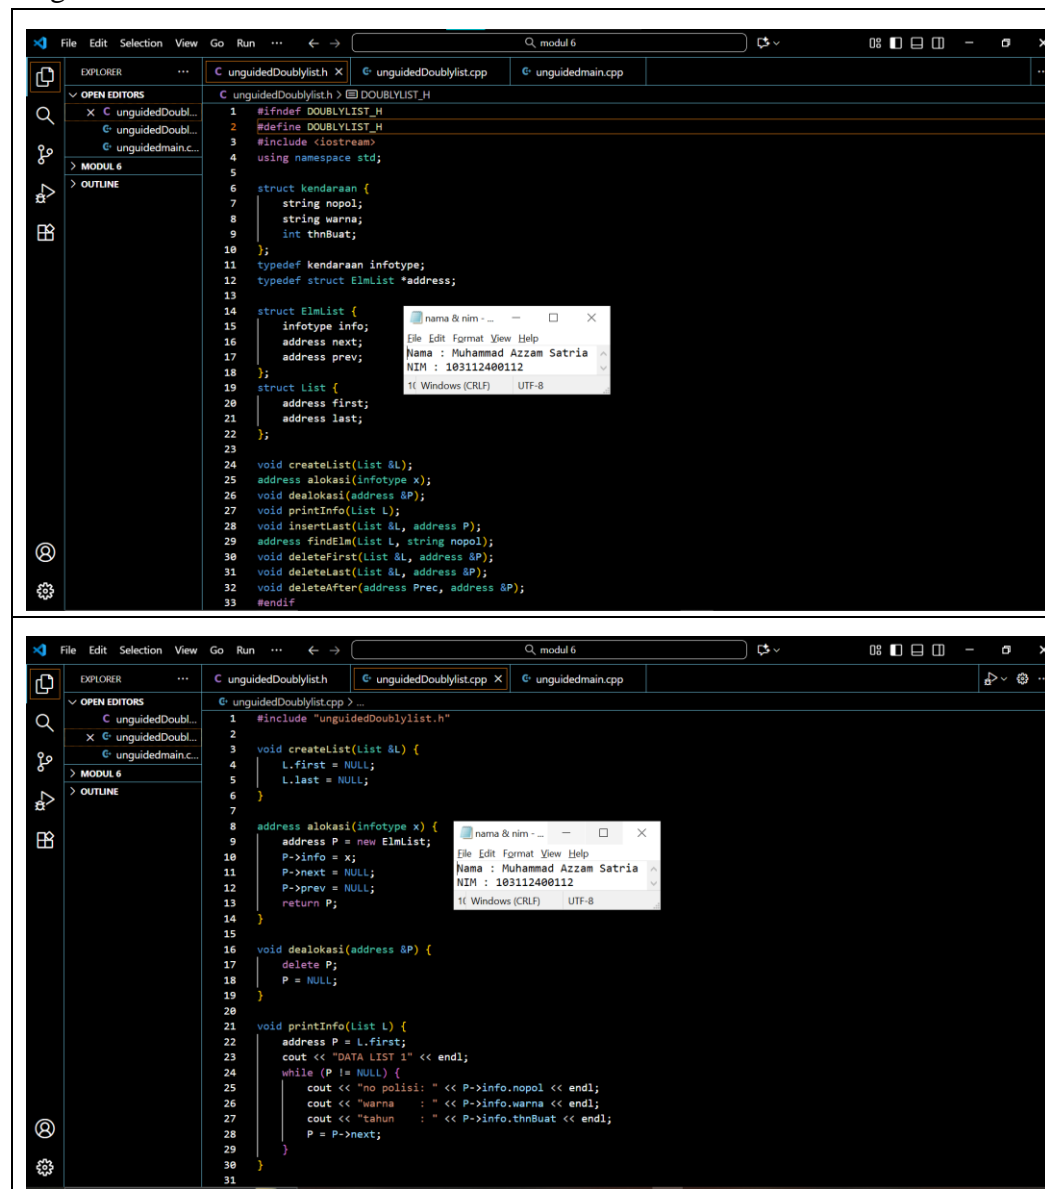 File Edit Selection View Go Run ··· ← → modul 6
EXPLORER ··· unguidedDoublylist.h × unguidedDoublylist.cpp unguidedmain.cpp
OPEN EDITORS
unguidedDoublylist.h > DOUBLYLIST_H
× C unguidedDoubl...
unguidedDoubl...
unguidedmain.c...
MODUL 6
OUTLINE
1 #ifndef DOUBLYLIST_H
2 #define DOUBLYLIST_H
3 #include <iostream>
4 using namespace std;
5
6 struct kendaraan {
7 string nopol;
8 string warna;
9 int thnBuat;
10 };
11 typedef kendaraan infotype;
12 typedef struct ElmList *address;
13
14 struct ElmList {
15 infotype info;
16 address next;
17 address prev;
18 };
19 struct List {
20 address first;
21 address last;
22 };
23
24 void createList(List &L);
25 address alokasi(infotype x);
26 void dealokasi(address &P);
27 void printInfo(List L);
28 void insertLast(List &L, address P);
29 address findElm(List L, string nopol);
30 void deleteFirst(List &L, address &P);
31 void deleteLast(List &L, address &P);
32 void deleteAfter(address Prec, address &P);
33 #endif
nama & nim - ...
File Edit Format View Help
Nama : Muhammad Azzam Satria
NIM : 103112400112
Windows (CRLF) UTF-8
File Edit Selection View Go Run ··· ← → modul 6
EXPLORER ··· unguidedDoublylist.h unguidedDoublylist.cpp × unguidedmain.cpp
OPEN EDITORS
unguidedDoublylist.cpp > ...
C unguidedDoubl...
× unguidedDoubl...
unguidedmain.c...
MODUL 6
OUTLINE
1 #include "unguidedDoublylist.h"
2
3 void createList(List &L) {
4 L.first = NULL;
5 L.last = NULL;
6 }
7
8 address alokasi(infotype x) {
9 address P = new ElmList;
10 P->info = x;
11 P->next = NULL;
12 P->prev = NULL;
13 return P;
14 }
15
16 void dealokasi(address &P) {
17 delete P;
18 P = NULL;
19 }
20
21 void printInfo(List L) {
22 address P = L.first;
23 cout << "DATA LIST 1" << endl;
24 while (P != NULL) {
25 cout << "no polisi: " << P->info.nopol << endl;
26 cout << "warna    : " << P->info.warna << endl;
27 cout << "tahun    : " << P->info.thnBuat << endl;
28 P = P->next;
29 }
30 }
31
nama & nim - ...
File Edit Format View Help
Nama : Muhammad Azzam Satria
NIM : 103112400112
Windows (CRLF) UTF-8